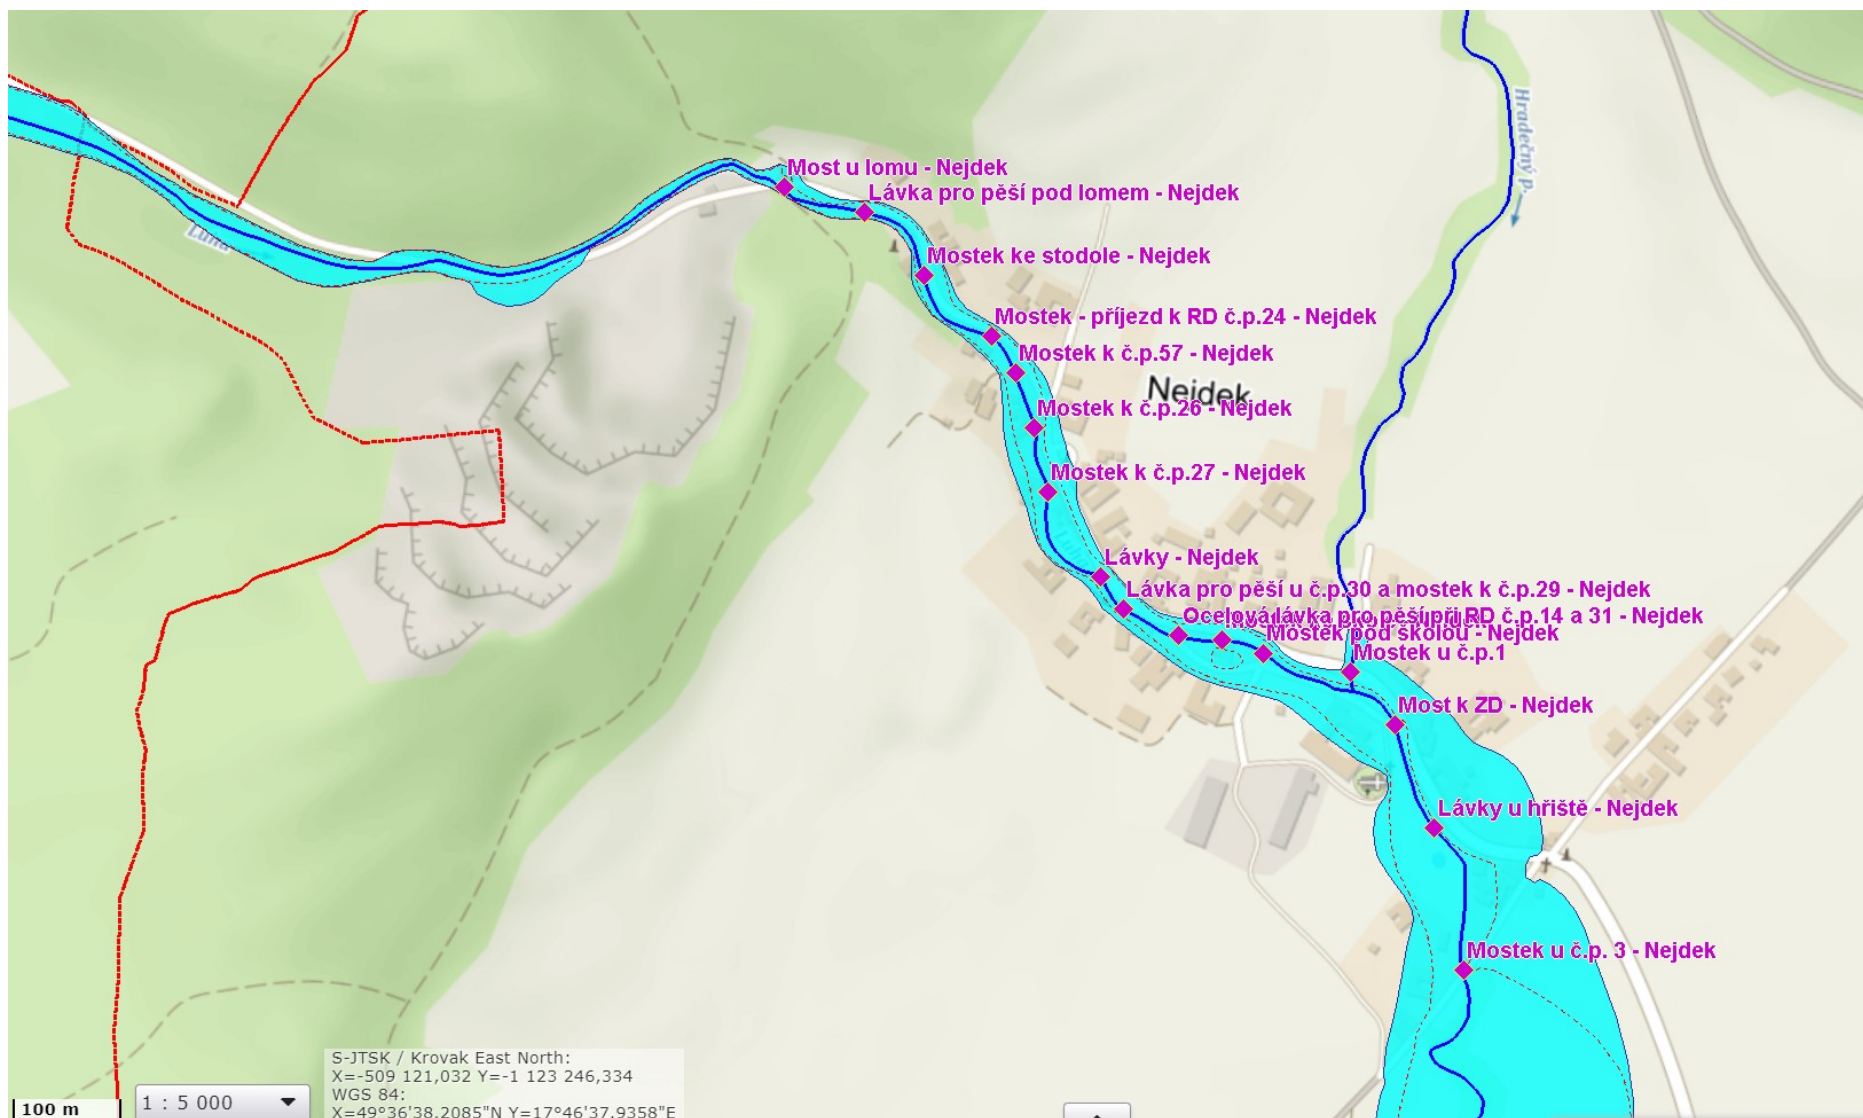 Hradečný p.
Most u lomu - Nejdek
Lávka pro pěší pod lomem - Nejdek
Mostek ke stodole - Nejdek
Mostek - příjezd k RD č.p.24 - Nejdek
Mostek k č.p.57 - Nejdek
Nejdek
Mostek k č.p.26 - Nejdek
Mostek k č.p.27 - Nejdek
Lávky - Nejdek
Lávka pro pěší u č.p.30 a mostek k č.p.29 - Nejdek
Ocelová lávka pro pěší při RD č.p.14 a 31 - Nejdek
Mostek pod školou - Nejdek
Mostek u č.p.1
Most k ZD - Nejdek
Lávky u hřiště - Nejdek
Mostek u č.p. 3 - Nejdek
S-JTSK / Krovak East North:
X=-509 121,032 Y=-1 123 246,334
WGS 84:
X=49°36'38,2085"N Y=17°46'37,9358"E
1 : 5 000
100 m